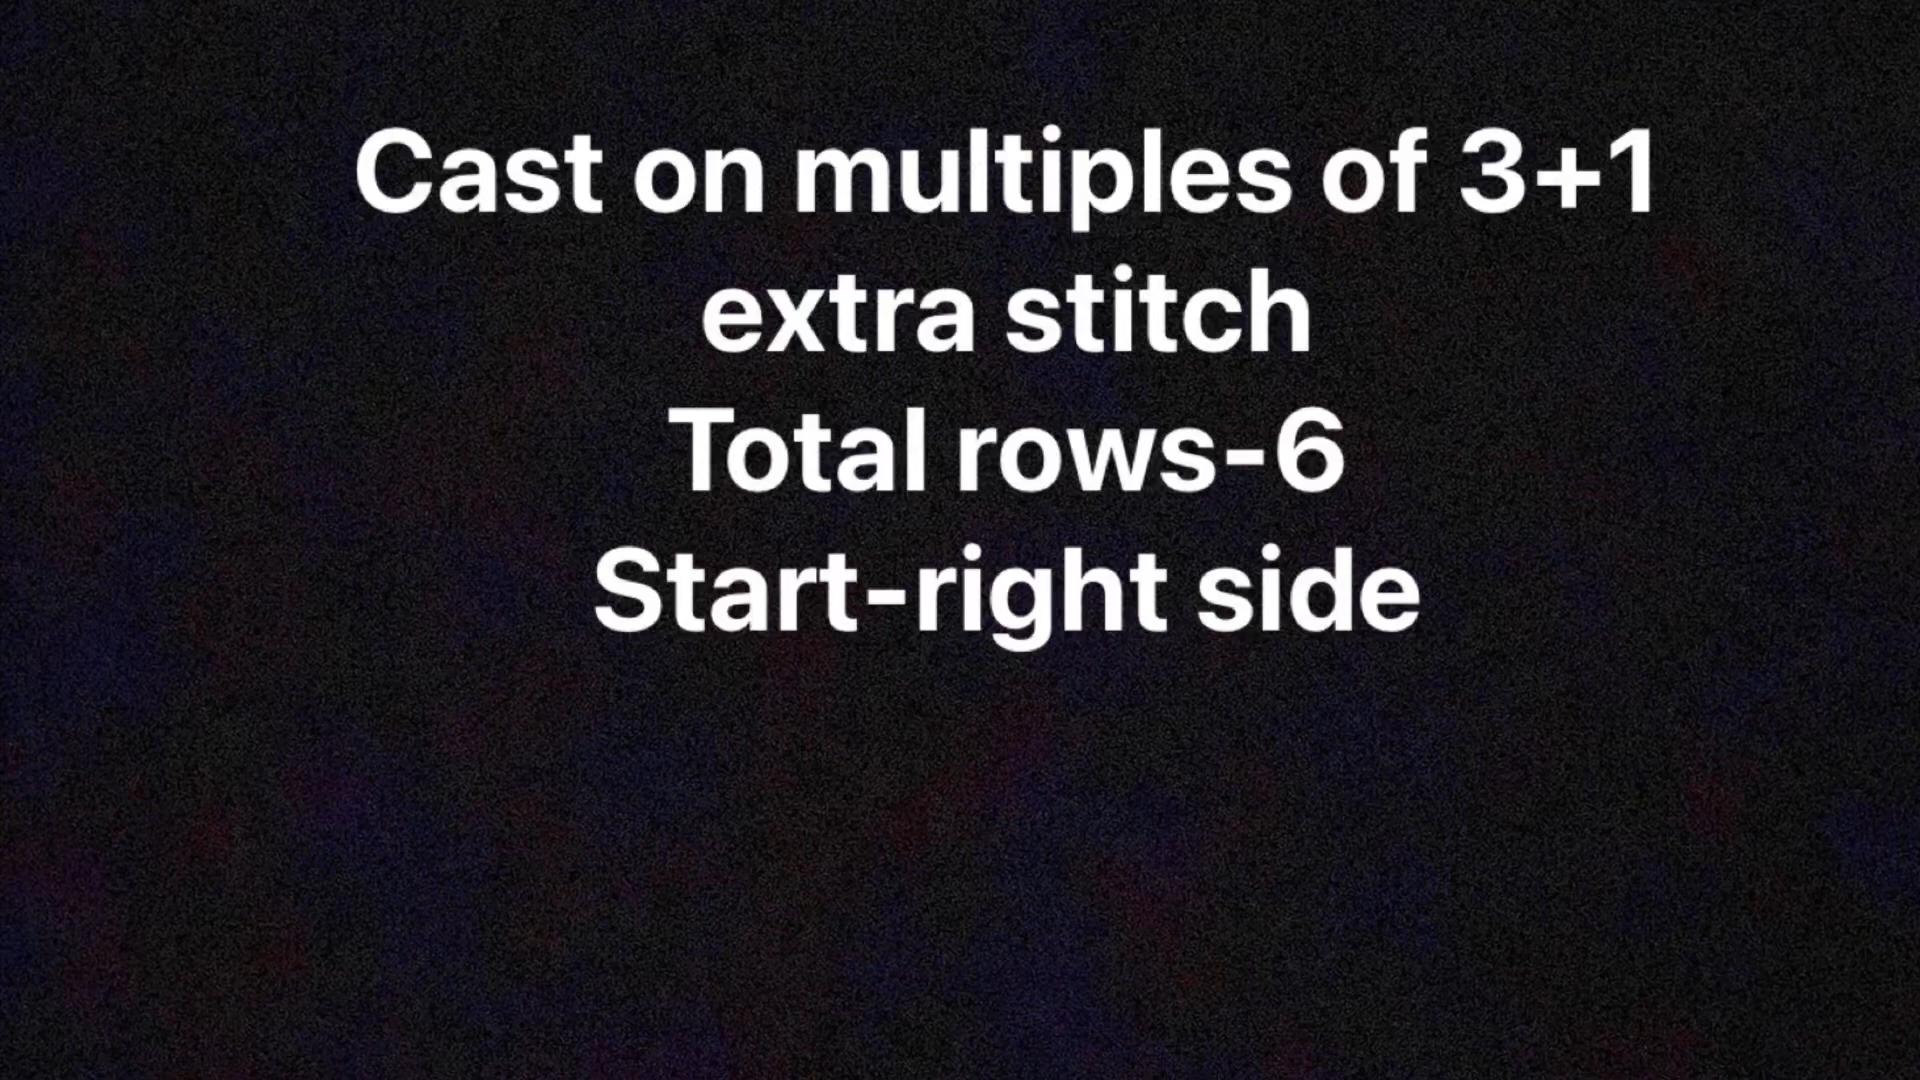 Cast on multiples of 3+1
extra stitch
Total rows-6
Start-right side